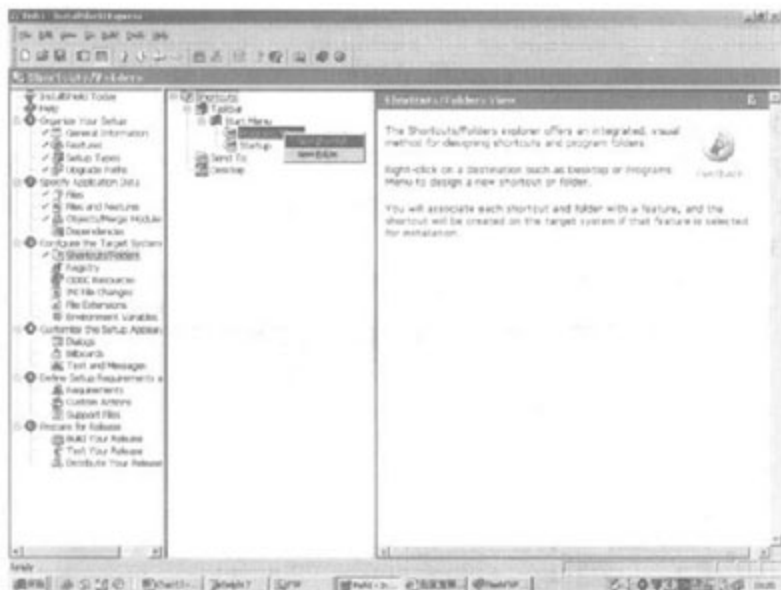 Shortcuts/Folders
InstallShield Today
Help
Organize Your Setup
General Information
Features
Setup Types
Upgrade Paths
Specify Application Data
Files
Files and Features
Objects/Merge Module
Dependencies
Configure the Target System
Shortcuts/Folders
Registry
ODBC Resources
INI File Changes
File Extensions
Environment Variables
Customize the Setup Appear
Dialogs
Billboards
Text and Messages
Define Setup Requirements a
Requirements
Custom Actions
Support Files
Prepare for Release
Build Your Release
Test Your Release
Distribute Your Release
Shortcuts
Taskbar
Start Menu
Startup
Send To
Desktop
New Folder
Shortcuts/Folders View
The Shortcuts/Folders explorer offers an integrated, visual
method for designing shortcuts and program folders.
Right-click on a destination such as Desktop or Programs
Menu to design a new shortcut or folder.
You will associate each shortcut and folder with a feature, and the
shortcut will be created on the target system if that feature is selected
for installation.
Feedback
Ready